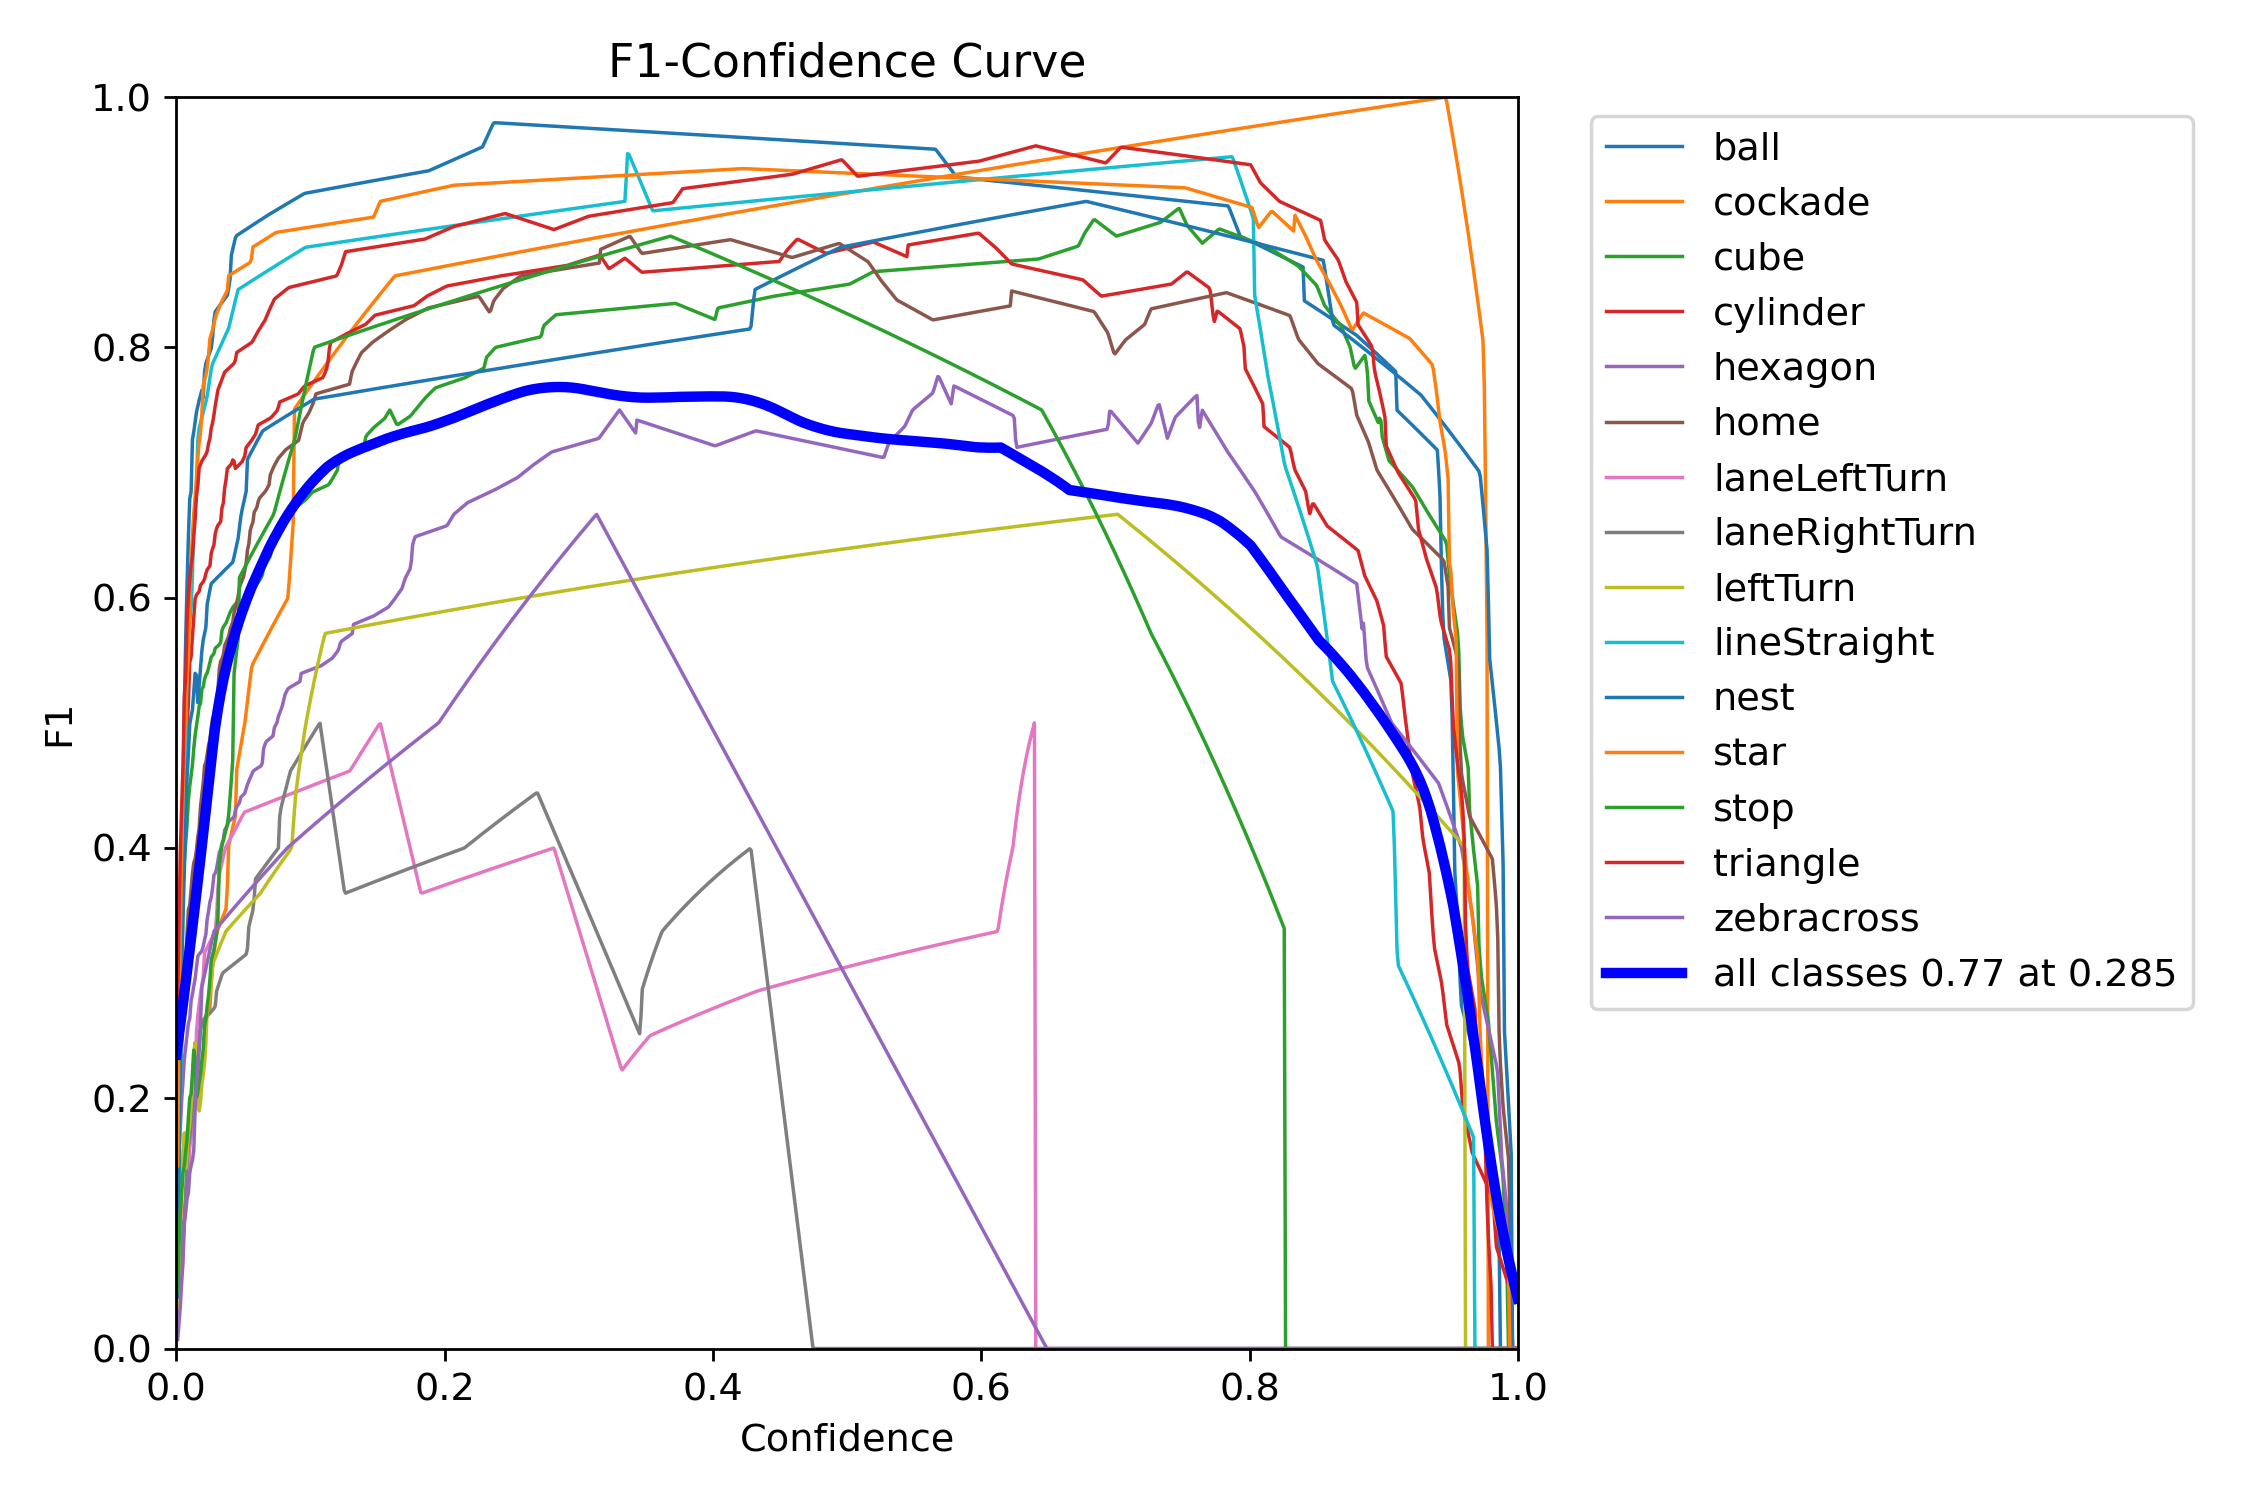 F1-Confidence Curve
1.0
0.8
0.6
0.4
0.2
0.0
F1
0.0 0.2 0.4 0.6 0.8 1.0
Confidence
ball
cockade
cube
cylinder
hexagon
home
laneLeftTurn
laneRightTurn
leftTurn
lineStraight
nest
star
stop
triangle
zebracross
all classes 0.77 at 0.285